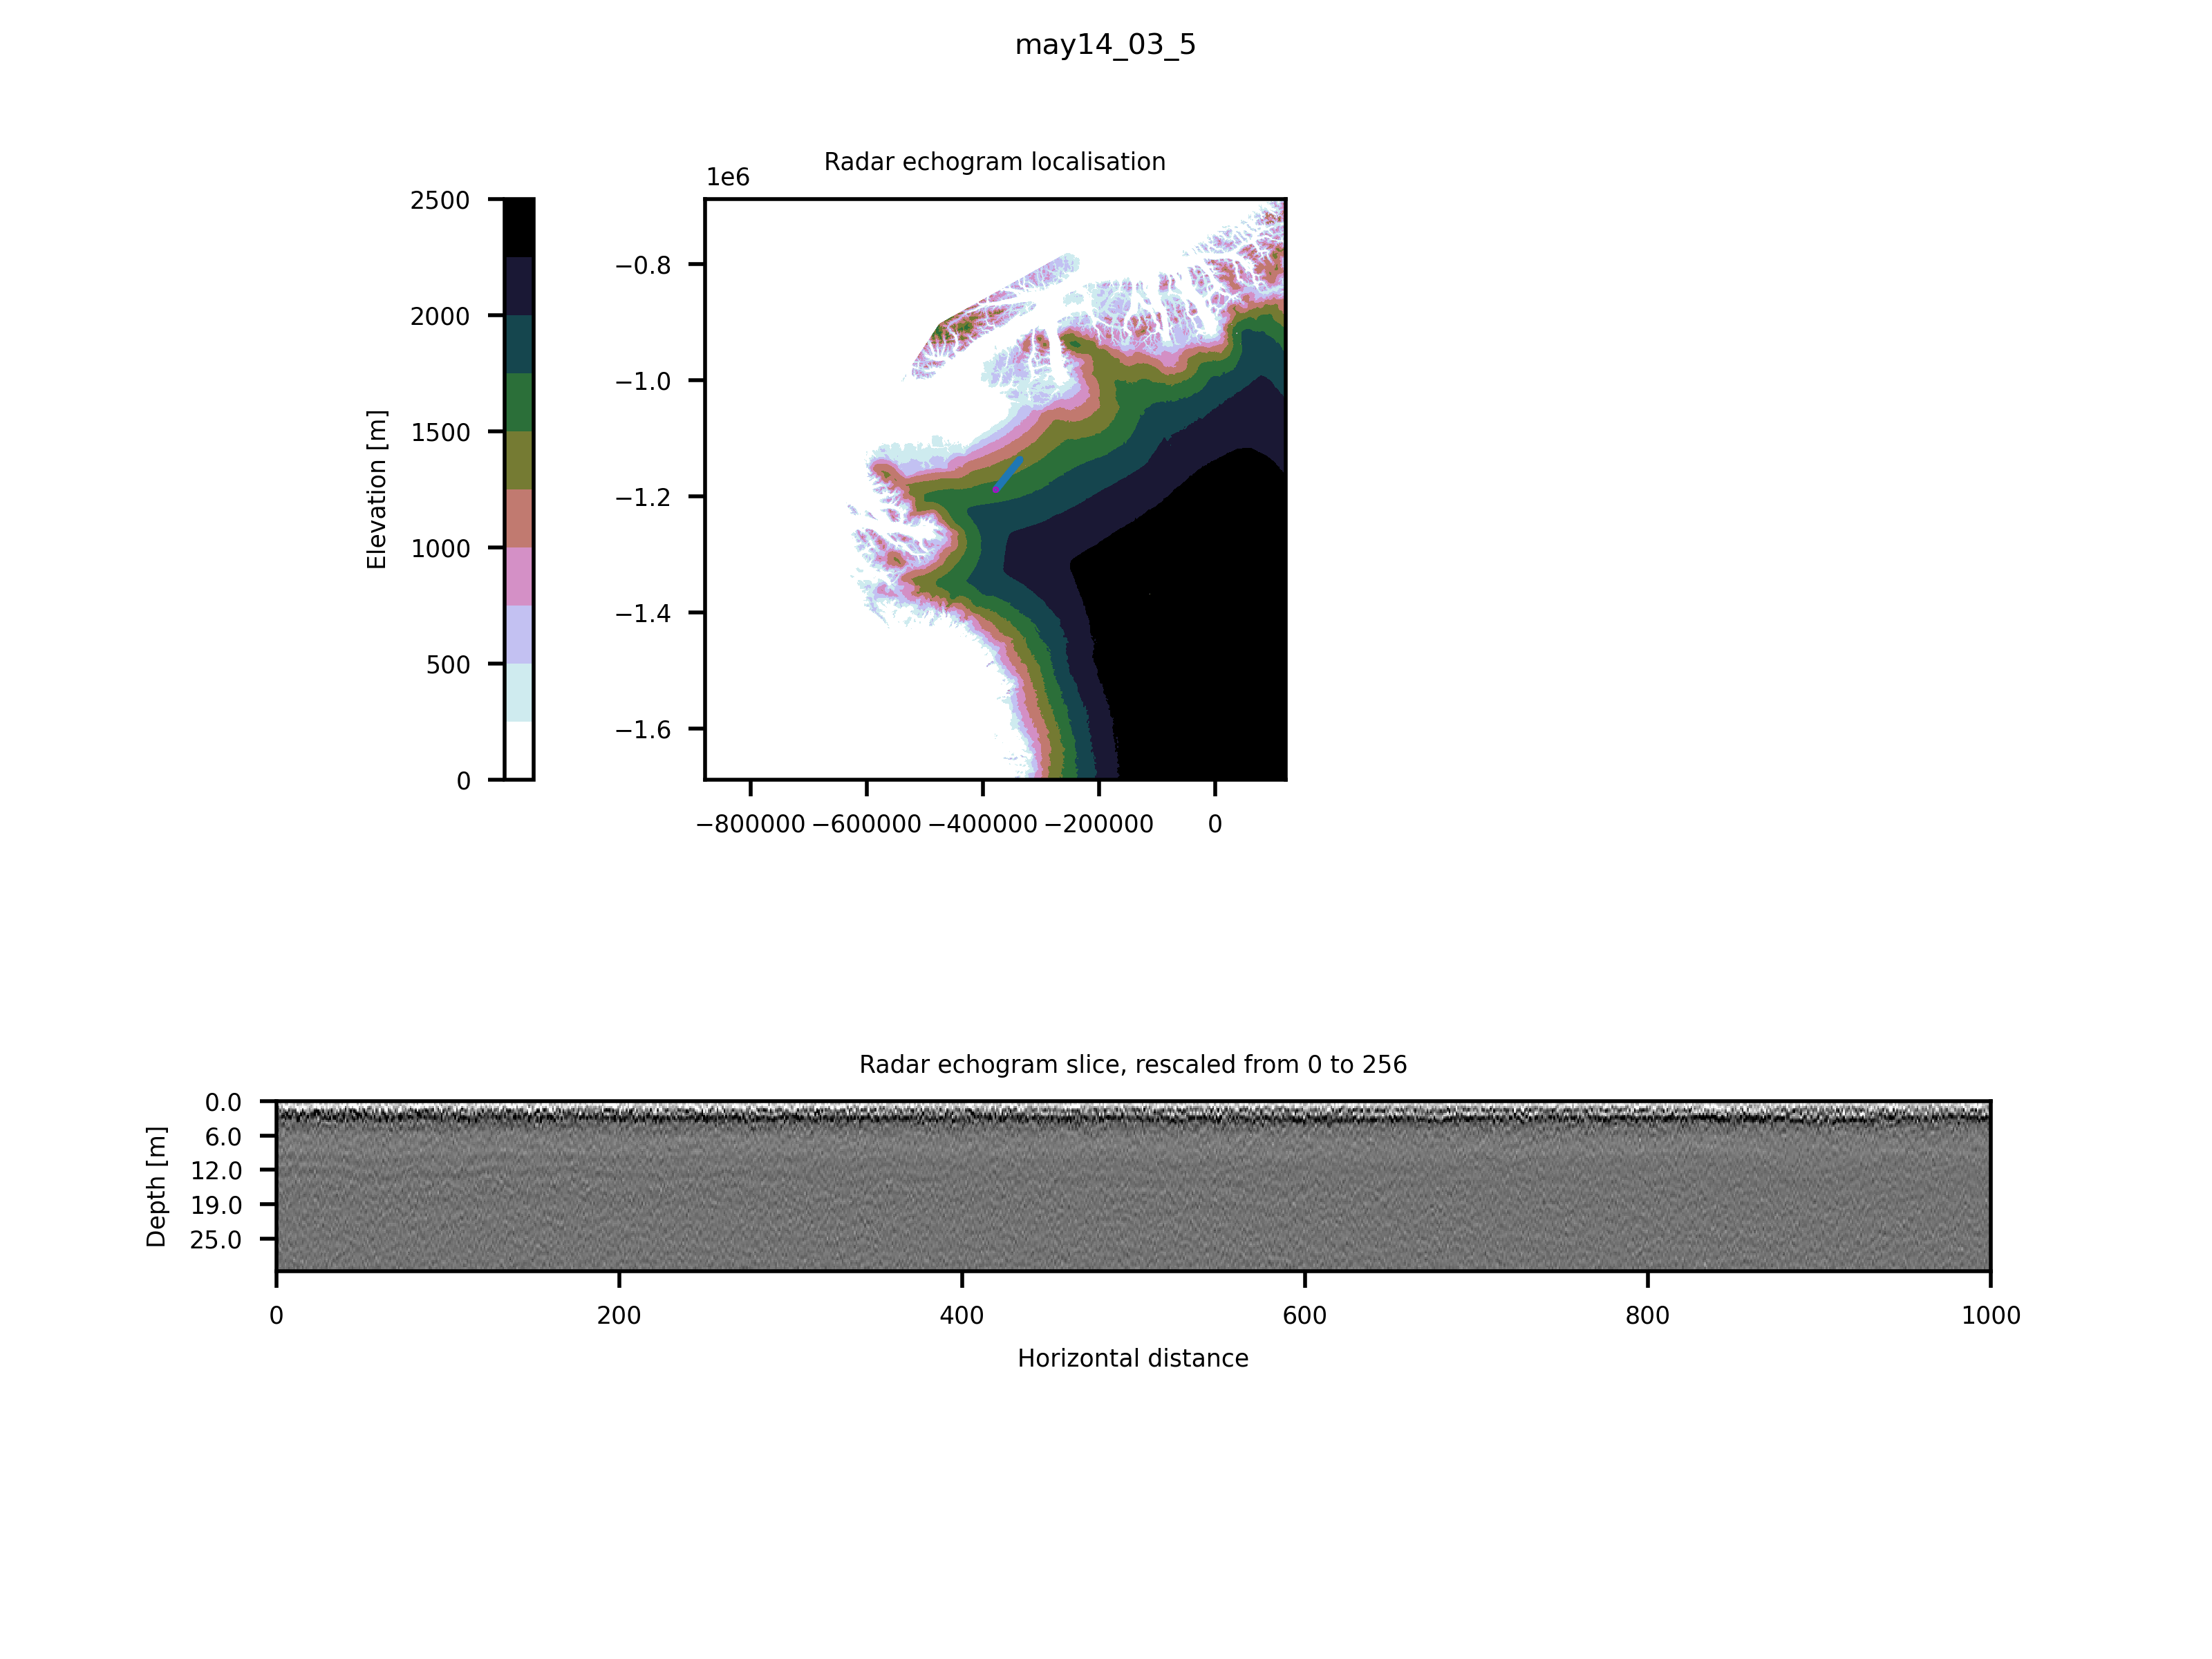 may14_03_5
Radar echogram localisation
1e6
2500
2000
1500
1000
500
0
Elevation [m]
−0.8
−1.0
−1.2
−1.4
−1.6
−800000 −600000 −400000 −200000 0
Radar echogram slice, rescaled from 0 to 256
0.0
6.0
12.0
19.0
25.0
Depth [m]
0 200 400 600 800 1000
Horizontal distance